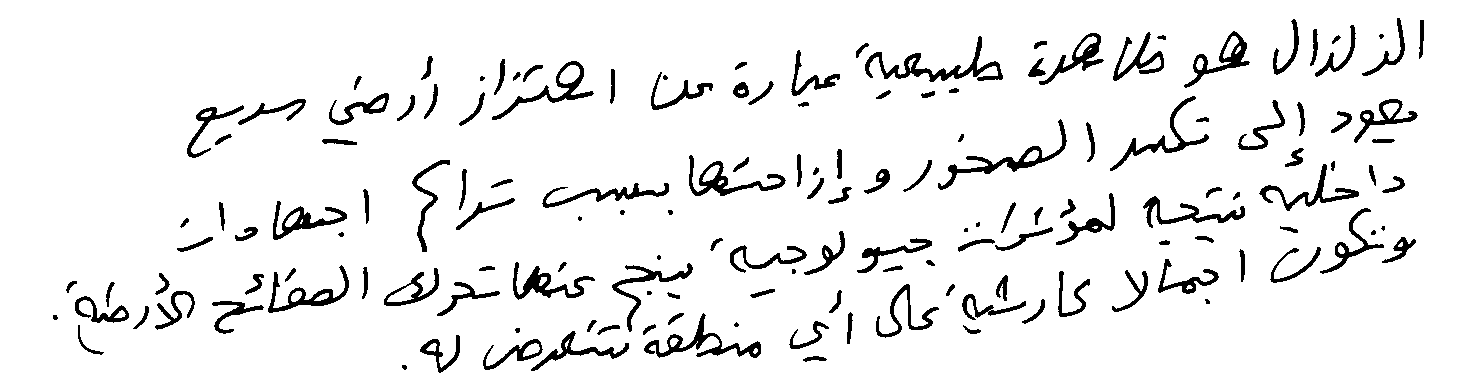 الزلزال هو ظاهرة طبيعية عبارة عن اهتزاز أرضي سريع
يعود إلى تكسر الصخور وإزاحتها بسبب تراكم اجهادات
داخلية نتيجة لمؤثرات جيولوجية ينجم عنها تحرك الصفائح الأرضية.
وتكون اجمالا كارثية على أي منطقة تتعرض له.